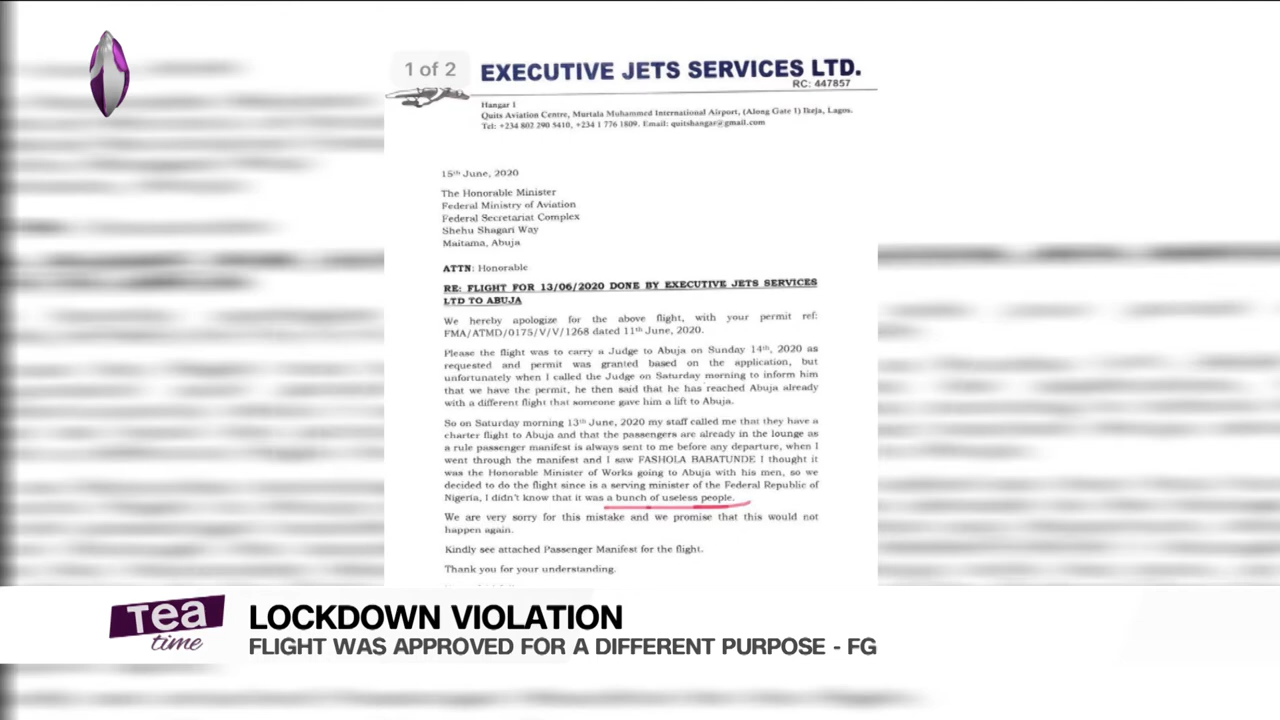 1 of 2
EXECUTIVE JETS SERVICES LTD.
RC: 447857
Hangar 1
Quits Aviation Centre, Murtala Muhammed International Airport, (Along Gate 1) Ikeja, Lagos.
Tel: +234 802 290 5410, +234 1 776 1809. Email: quitshangar@gmail.com
15th June, 2020
The Honorable Minister
Federal Ministry of Aviation
Federal Secretariat Complex
Shehu Shagari Way
Maitama, Abuja
ATTN: Honorable
RE: FLIGHT FOR 13/06/2020 DONE BY EXECUTIVE JETS SERVICES
LTD TO ABUJA
We hereby apologize for the above flight, with your permit ref:
FMA/ATMD/0175/V/V/1268 dated 11th June, 2020.
Please the flight was to carry a Judge to Abuja on Sunday 14th, 2020 as
requested and permit was granted based on the application, but
unfortunately when I called the Judge on Saturday morning to inform him
that we have the permit, he then said that he has reached Abuja already
with a different flight that someone gave him a lift to Abuja.
So on Saturday morning 13th June, 2020 my staff called me that they have a
charter flight to Abuja and that the passengers are already in the lounge as
a rule passenger manifest is always sent to me before any departure, when I
went through the manifest and I saw FASHOLA BABATUNDE I thought it
was the Honorable Minister of Works going to Abuja with his men, so we
decided to do the flight since is a serving minister of the Federal Republic of
Nigeria, I didn't know that it was a bunch of useless people.
We are very sorry for this mistake and we promise that this would not
happen again.
Kindly see attached Passenger Manifest for the flight.
Thank you for your understanding.
Tea
time
LOCKDOWN VIOLATION
FLIGHT WAS APPROVED FOR A DIFFERENT PURPOSE - FG